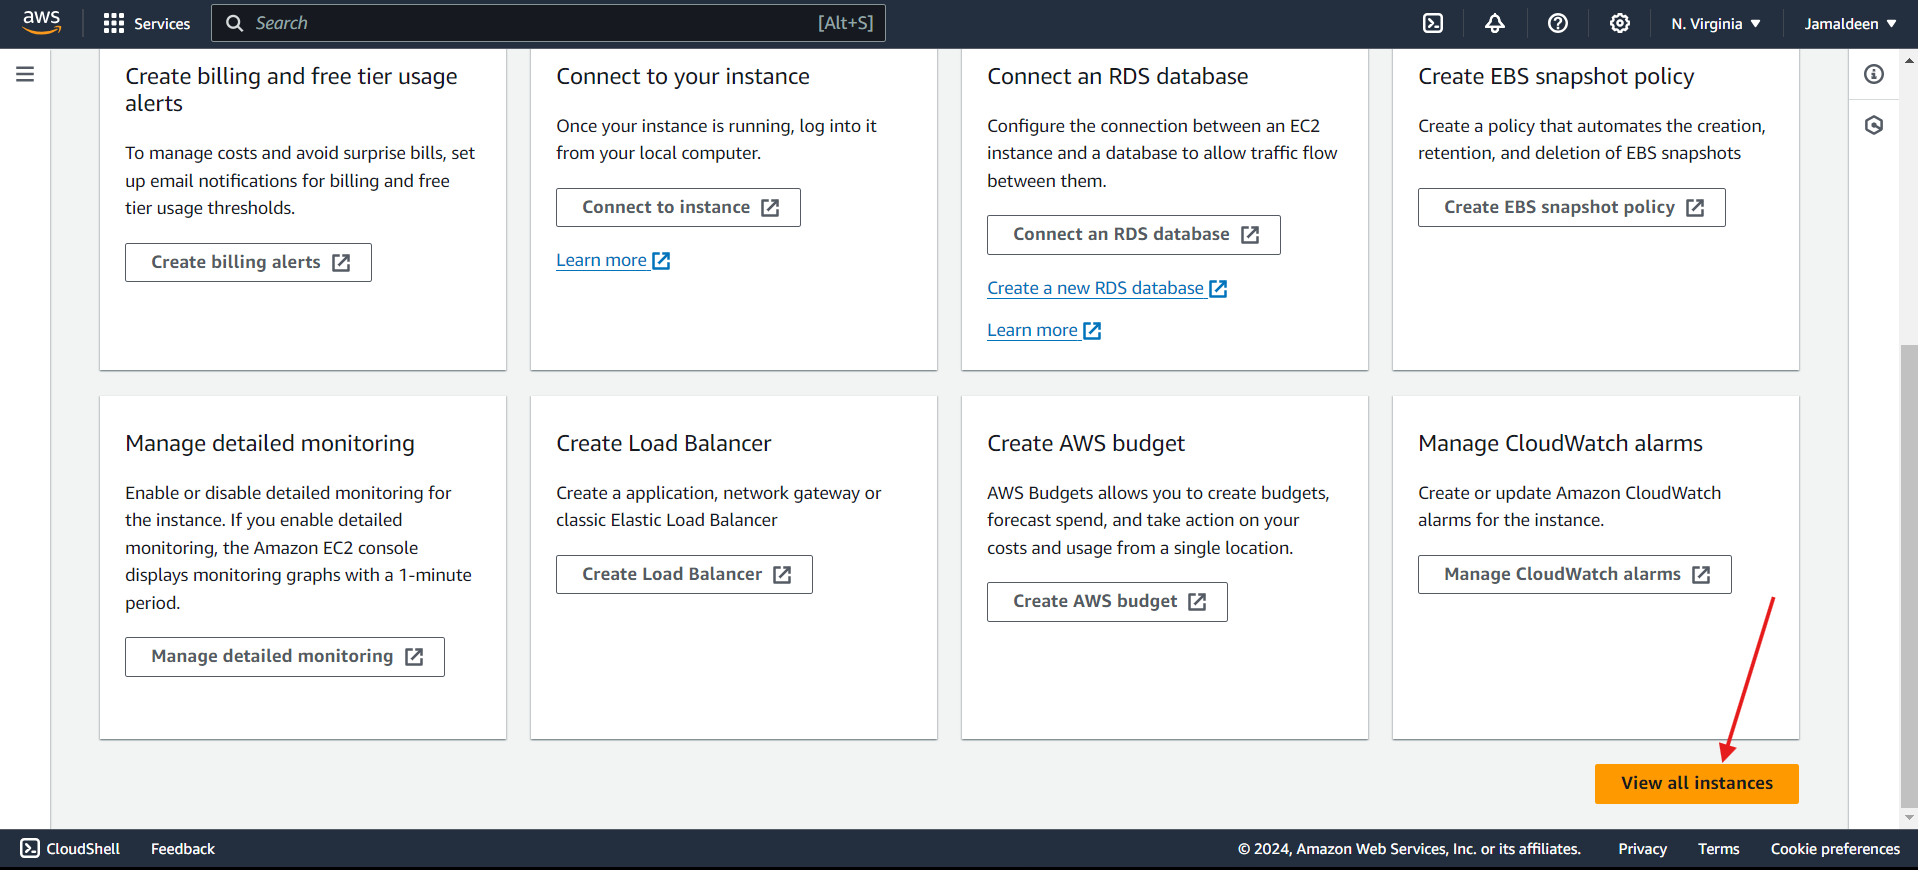 aws
Services
Search
[Alt+S]
N. Virginia
Jamaldeen
Create billing and free tier usage
alerts
To manage costs and avoid surprise bills, set
up email notifications for billing and free
tier usage thresholds.
Create billing alerts
Connect to your instance
Once your instance is running, log into it
from your local computer.
Connect to instance
Learn more
Connect an RDS database
Configure the connection between an EC2
instance and a database to allow traffic flow
between them.
Connect an RDS database
Create a new RDS database
Learn more
Create EBS snapshot policy
Create a policy that automates the creation,
retention, and deletion of EBS snapshots
Create EBS snapshot policy
Manage detailed monitoring
Enable or disable detailed monitoring for
the instance. If you enable detailed
monitoring, the Amazon EC2 console
displays monitoring graphs with a 1-minute
period.
Manage detailed monitoring
Create Load Balancer
Create a application, network gateway or
classic Elastic Load Balancer
Create Load Balancer
Create AWS budget
AWS Budgets allows you to create budgets,
forecast spend, and take action on your
costs and usage from a single location.
Create AWS budget
Manage CloudWatch alarms
Create or update Amazon CloudWatch
alarms for the instance.
Manage CloudWatch alarms
View all instances
CloudShell
Feedback
© 2024, Amazon Web Services, Inc. or its affiliates.
Privacy
Terms
Cookie preferences